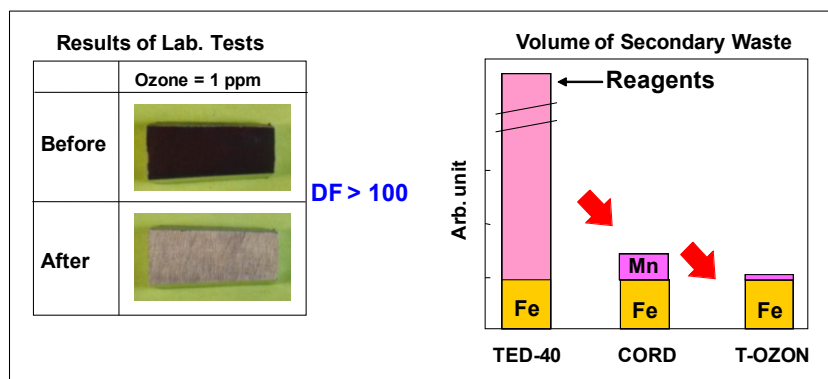 Results of Lab. Tests
Ozone = 1 ppm
Before
After
DF > 100
Volume of Secondary Waste
Reagents
Arb. unit
Mn
Fe
Fe
Fe
TED-40
CORD
T-OZON